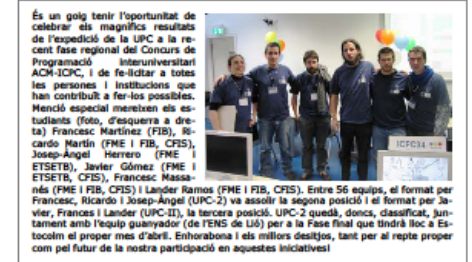 És un goig tenir l'oportunitat de
celebrar els magnífics resultats
de l'expedició de la UPC a la re-
cent fase regional del Concurs de
Programació interuniversitari
ACM-ICPC, i de fe-licitar a totes
les persones i institucions que
han contribuït a fer-los possibles.
Menció especial mereixen els es-
tudiants (foto, d'esquerra a dre-
ta) Francesc Martínez (FIB), Ri-
cardo Martín (FME i FIB, CFIS),
Josep-Àngel Herrero (FME i
ETSETB), Javier Gómez (FME i
ETSETB, CFIS), Francesc Massa-
nés (FME i FIB, CFIS) i Lander Ramos (FME i FIB, CFIS). Entre 56 equips, el format per
Francesc, Ricardo i Josep-Àngel (UPC-2) va assolir la segona posició i el format per Ja-
vier, Frances i Lander (UPC-II), la tercera posició. UPC-2 quedà, doncs, classificat, jun-
tament amb l'equip guanyador (de l'ENS de Lió) per a la Fase final que tindrà lloc a Es-
tocolm el proper mes d'abril. Enhorabona i els millors desitjos, tant per al repte proper
com pel futur de la nostra participació en aquestes iniciatives!